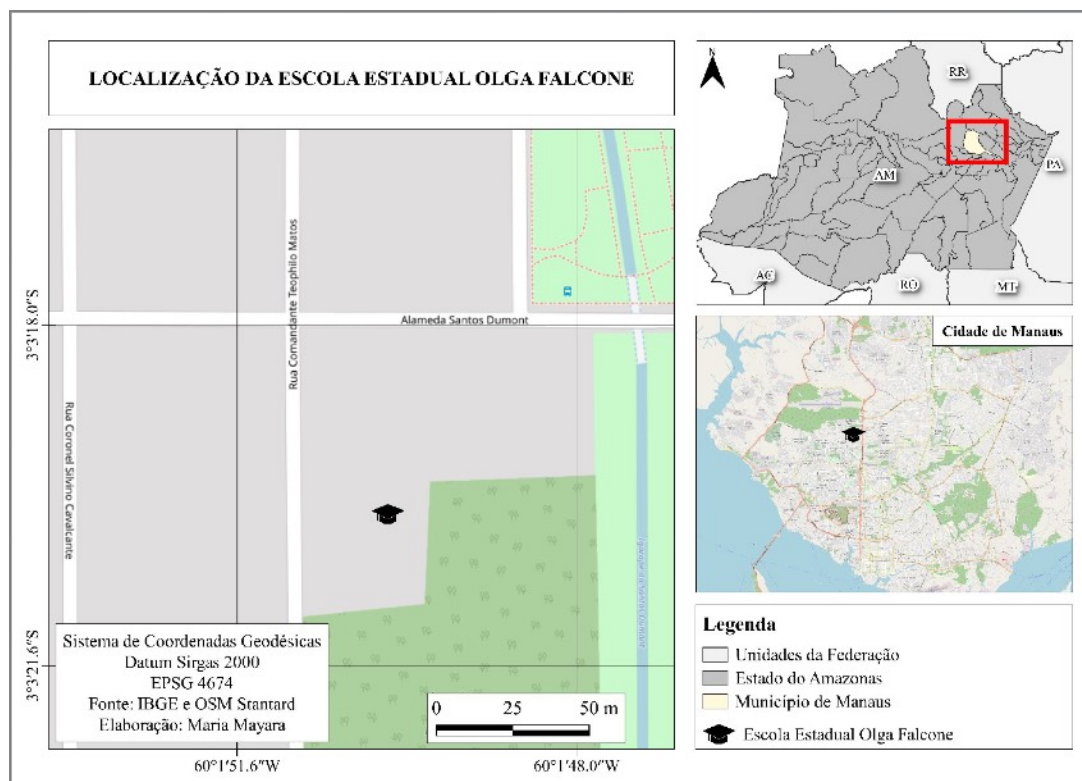 LOCALIZAÇÃO DA ESCOLA ESTADUAL OLGA FALCONE
N
RR
AM
PA
AC
RO
MT
3°3'18.0"S
3°3'21.6"S
Rua Coronel Silvino Cavalcante
Rua Comandante Teophilo Matos
Alameda Santos Dumont
Sistema de Coordenadas Geodésicas
Datum Sirgas 2000
EPSG 4674
Fonte: IBGE e OSM Stantard
Elaboração: Maria Mayara
0 25 50 m
60°1'51.6"W
60°1'48.0"W
Cidade de Manaus
Legenda
Unidades da Federação
Estado do Amazonas
Município de Manaus
Escola Estadual Olga Falcone